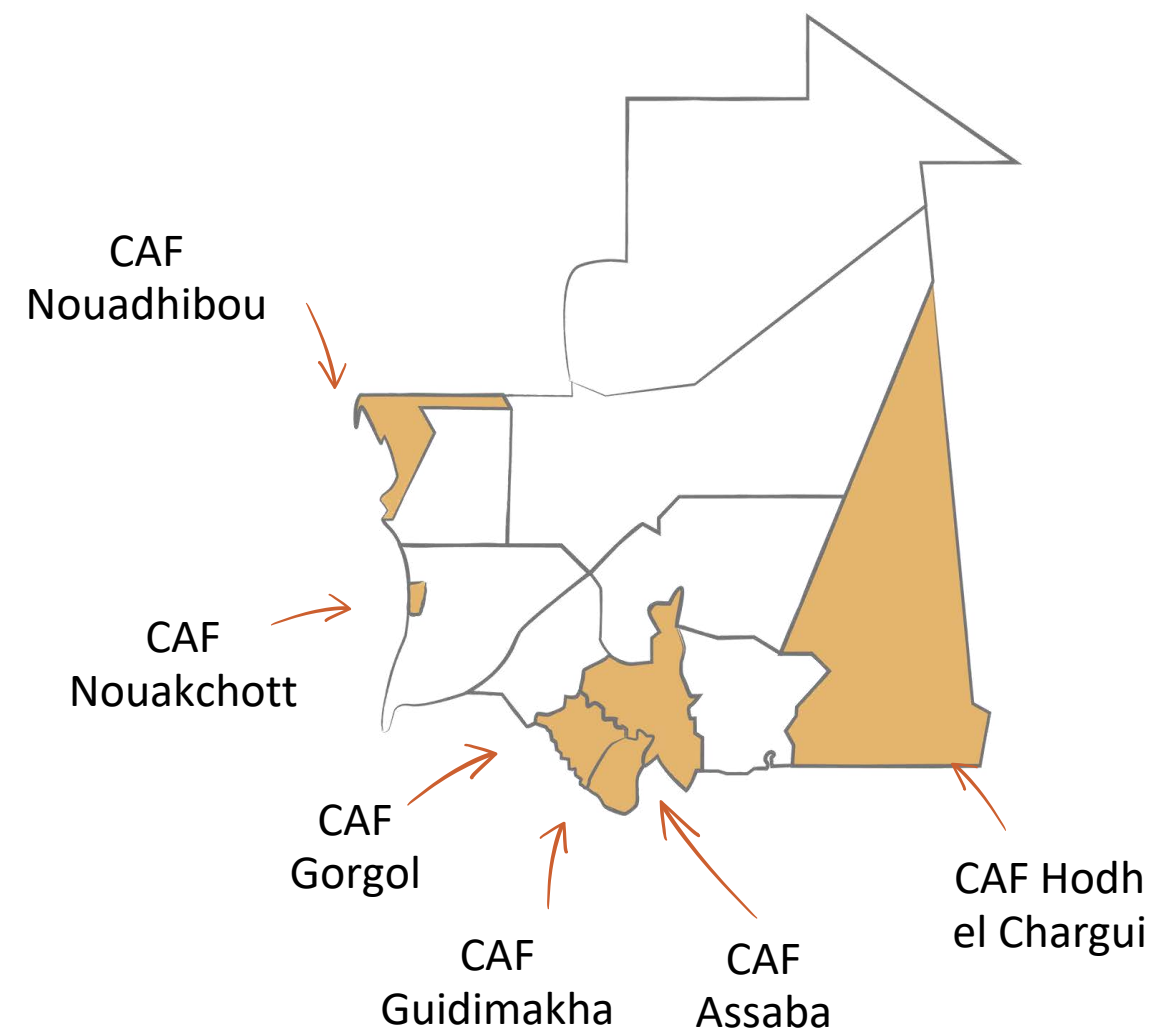 CAF
Nouadhibou
CAF
Nouakchott
CAF
Gorgol
CAF
Guidimakha
CAF
Assaba
CAF Hodh
el Chargui